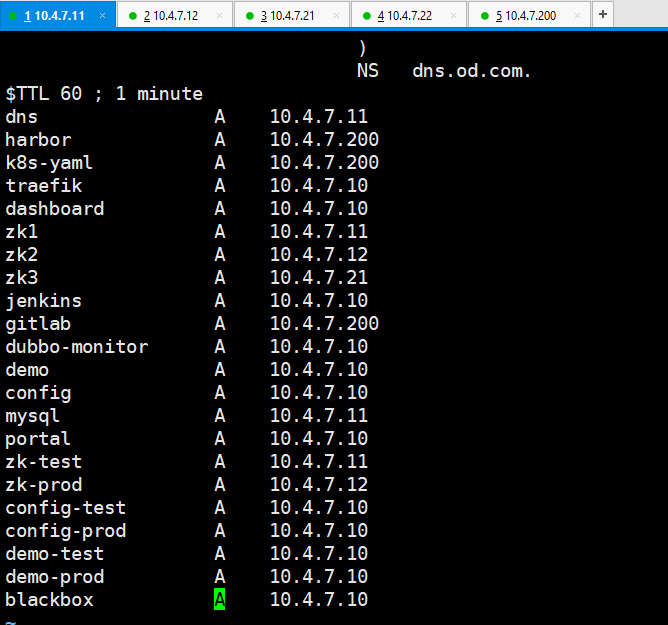 1 10.4.7.11 × 2 10.4.7.12 × 3 10.4.7.21 × 4 10.4.7.22 × 5 10.4.7.200 × +
)
NS dns.od.com.
$TTL 60 ; 1 minute
dns A 10.4.7.11
harbor A 10.4.7.200
k8s-yaml A 10.4.7.200
traefik A 10.4.7.10
dashboard A 10.4.7.10
zk1 A 10.4.7.11
zk2 A 10.4.7.12
zk3 A 10.4.7.21
jenkins A 10.4.7.10
gitlab A 10.4.7.200
dubbo-monitor A 10.4.7.10
demo A 10.4.7.10
config A 10.4.7.10
mysql A 10.4.7.11
portal A 10.4.7.10
zk-test A 10.4.7.11
zk-prod A 10.4.7.12
config-test A 10.4.7.10
config-prod A 10.4.7.10
demo-test A 10.4.7.10
demo-prod A 10.4.7.10
blackbox A 10.4.7.10
~